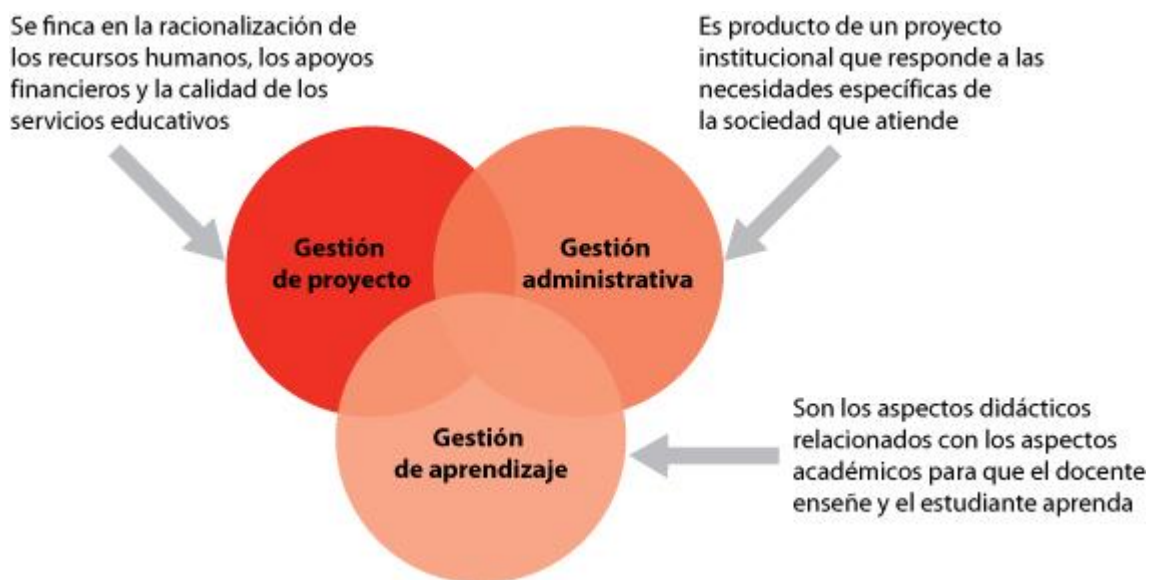 Se finca en la racionalización de
los recursos humanos, los apoyos
financieros y la calidad de los
servicios educativos
Es producto de un proyecto
institucional que responde a las
necesidades específicas de
la sociedad que atiende
Gestión
de proyecto
Gestión
administrativa
Gestión
de aprendizaje
Son los aspectos didácticos
relacionados con los aspectos
académicos para que el docente
enseñe y el estudiante aprenda